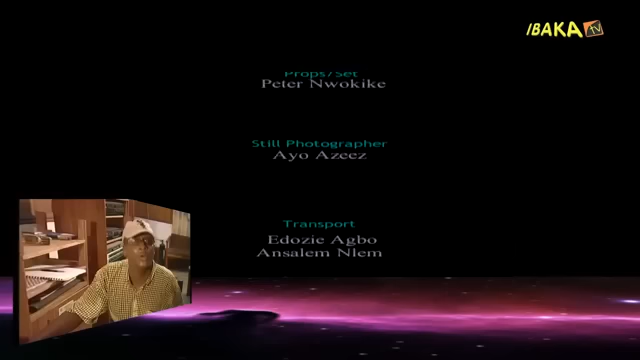 IBAKA TV
Props/Set
Peter Nwokike
Still Photographer
Ayo Azeez
Transport
Edozie Agbo
Ansalem Nlem